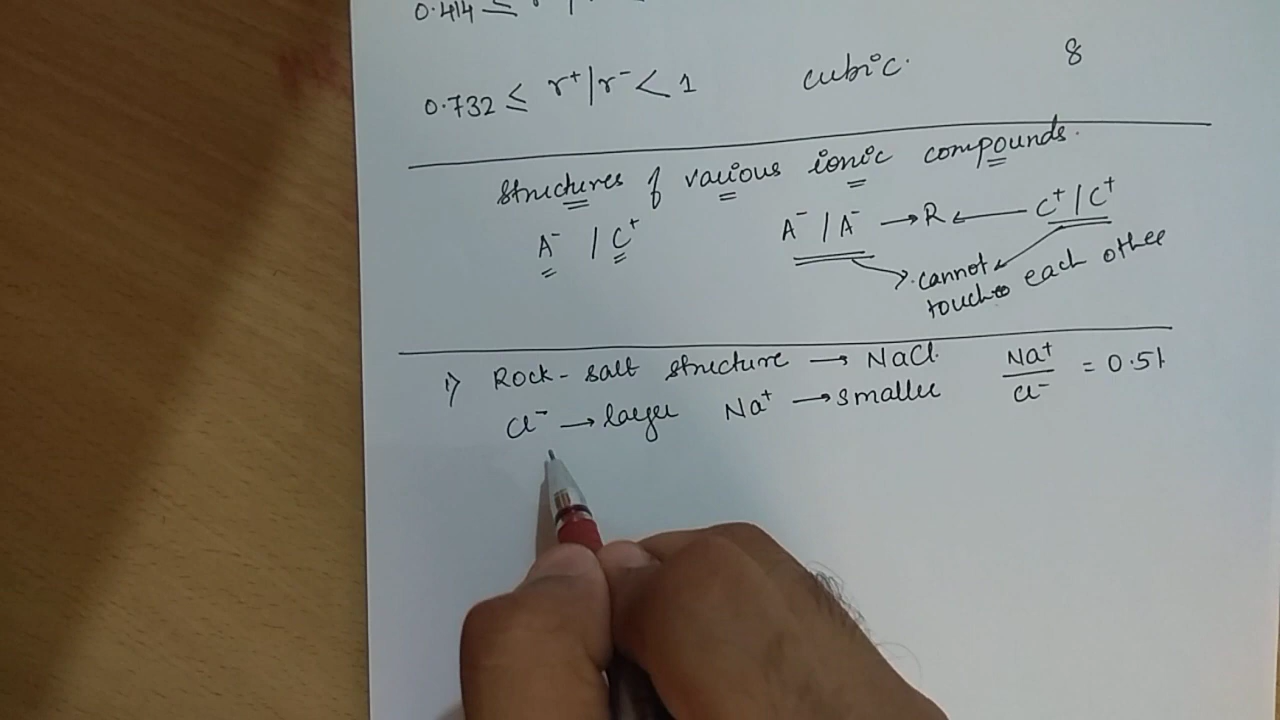 0.414 ≤
0.732 ≤ r⁺/r⁻ < 1 cubic. 8
Structures of various ionic compounds.
A⁻ / C⁺ A⁻ / A⁻ → R ← C⁺ / C⁺
cannot
touch each other
1) Rock-salt structure → NaCl. Na⁺/Cl⁻ = 0.51
Cl⁻ → larger Na⁺ → smaller